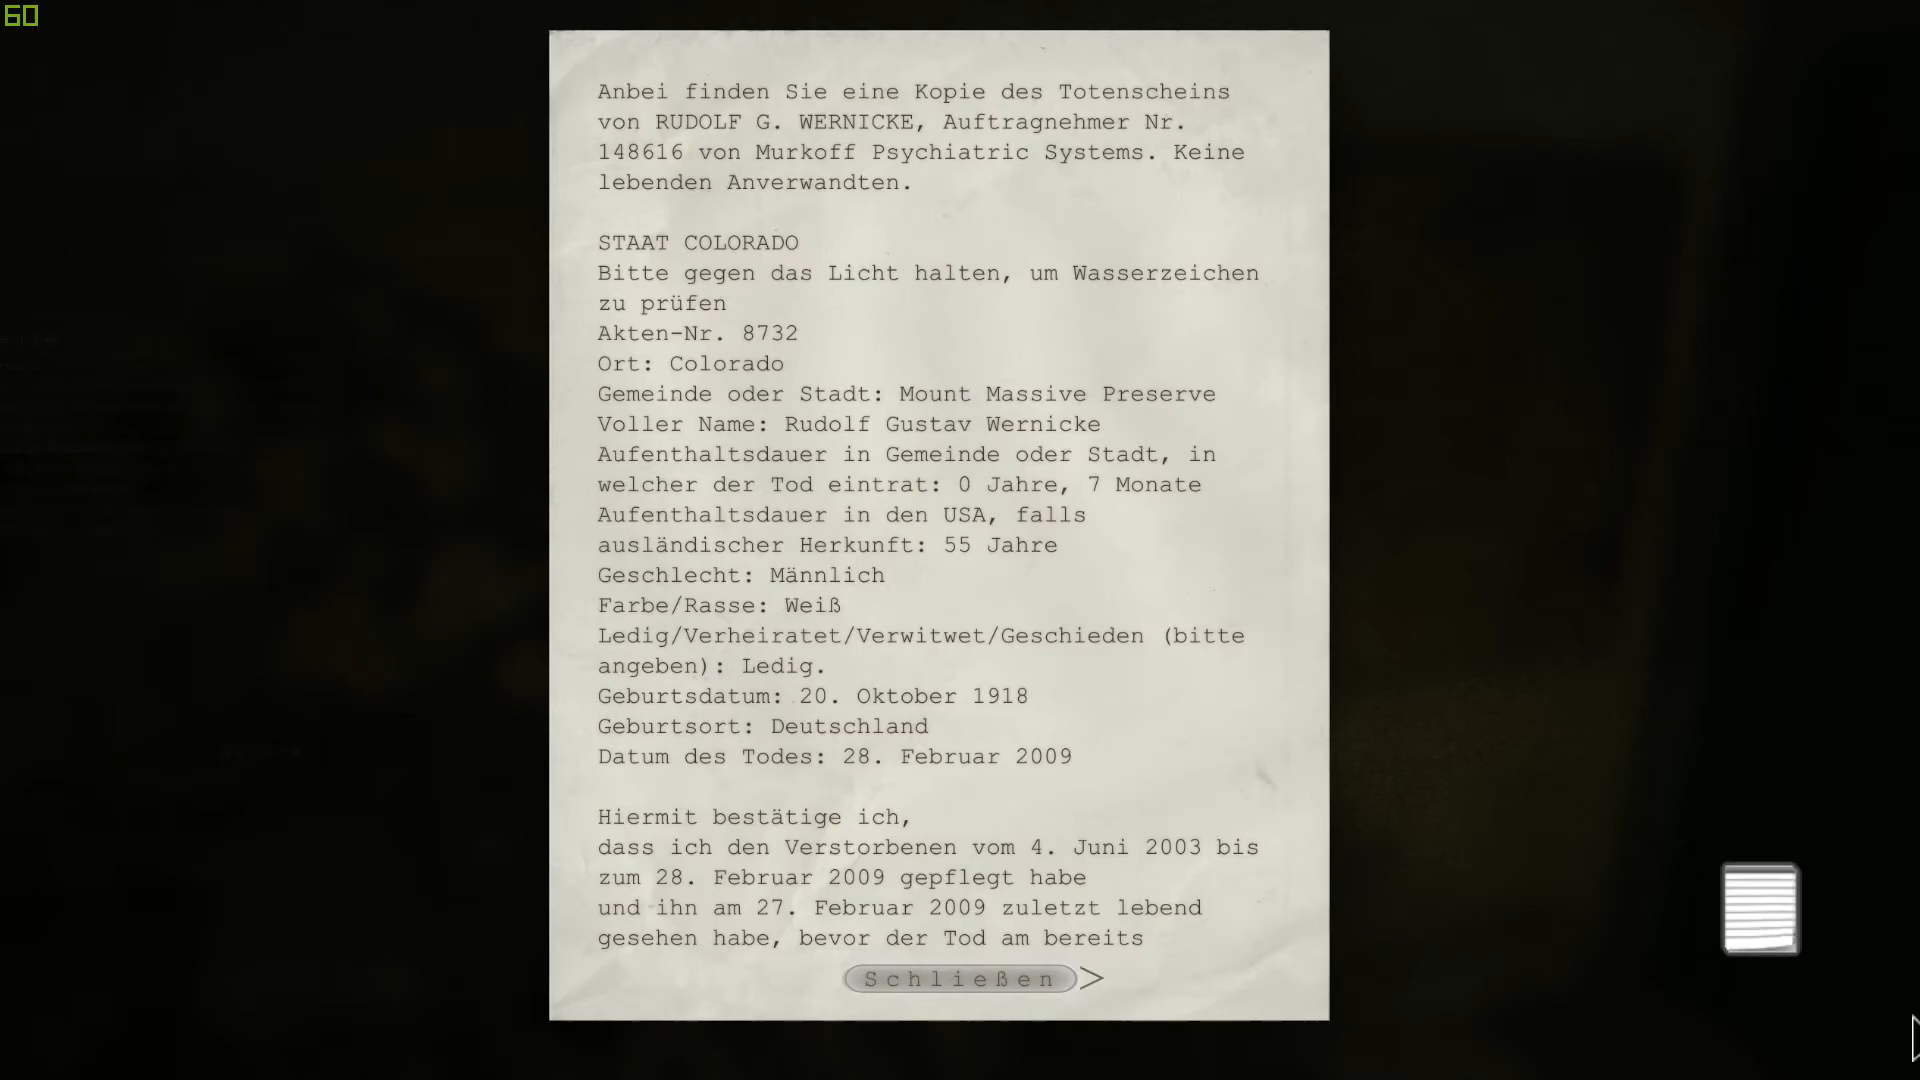 60
Anbei finden Sie eine Kopie des Totenscheins
von RUDOLF G. WERNICKE, Auftragnehmer Nr.
148616 von Murkoff Psychiatric Systems. Keine
lebenden Anverwandten.
STAAT COLORADO
Bitte gegen das Licht halten, um Wasserzeichen
zu prüfen
Akten-Nr. 8732
Ort: Colorado
Gemeinde oder Stadt: Mount Massive Preserve
Voller Name: Rudolf Gustav Wernicke
Aufenthaltsdauer in Gemeinde oder Stadt, in
welcher der Tod eintrat: 0 Jahre, 7 Monate
Aufenthaltsdauer in den USA, falls
ausländischer Herkunft: 55 Jahre
Geschlecht: Männlich
Farbe/Rasse: Weiß
Ledig/Verheiratet/Verwitwet/Geschieden (bitte
angeben): Ledig.
Geburtsdatum: 20. Oktober 1918
Geburtsort: Deutschland
Datum des Todes: 28. Februar 2009
Hiermit bestätige ich,
dass ich den Verstorbenen vom 4. Juni 2003 bis
zum 28. Februar 2009 gepflegt habe
und ihn am 27. Februar 2009 zuletzt lebend
gesehen habe, bevor der Tod am bereits
Schließen >